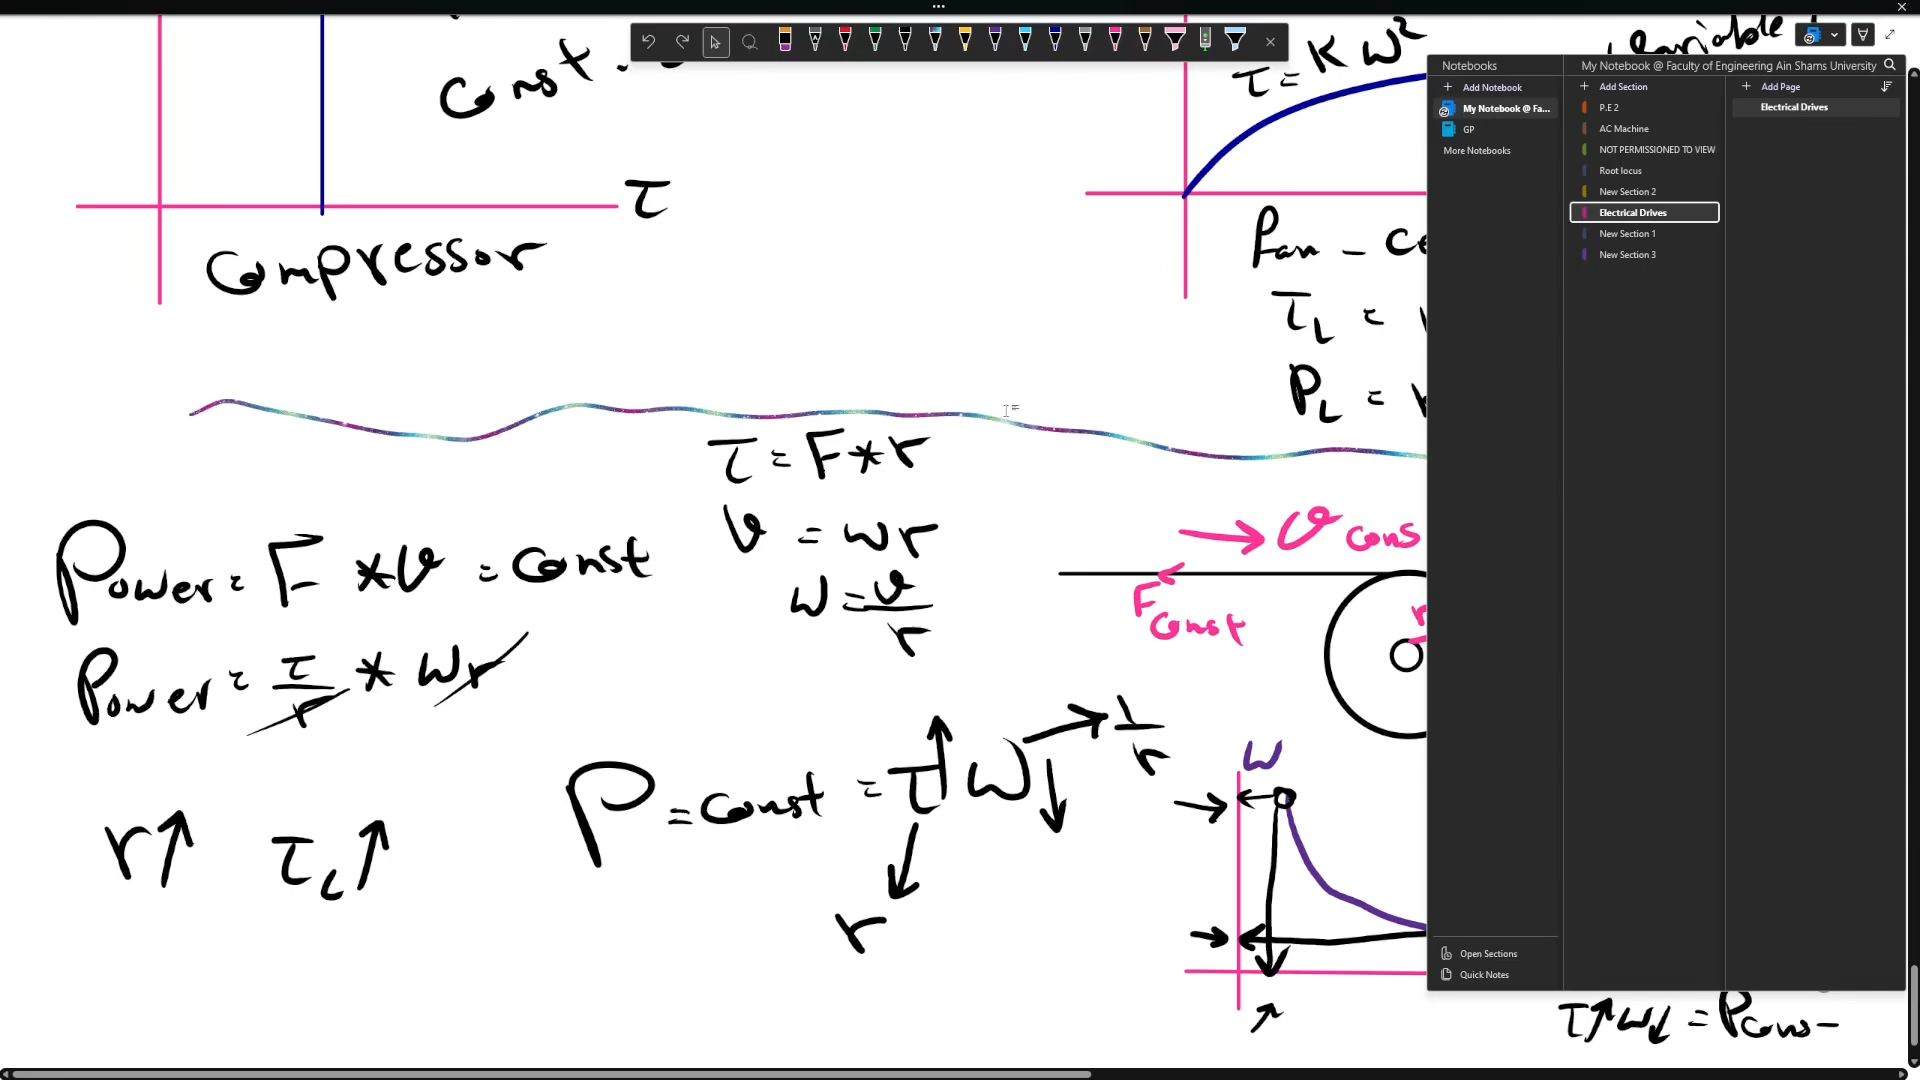 const.
τ
Compressor
τ = K ω²
variable
Fan - C
τL =
PL =
τ = F * r
v = ωr
ω = v/r
Power = F * v = Const
Power = τ/r * ωr
r↑ τL↑
P = const = τ↑ ω↓ → 1/r
r
→ v cons
F const
r
ω
τ↑ω↓ = Pcons-
Notebooks
+ Add Notebook
My Notebook @ Fa...
GP
More Notebooks
Open Sections
Quick Notes
My Notebook @ Faculty of Engineering Ain Shams University
+ Add Section
P.E 2
AC Machine
NOT PERMISSIONED TO VIEW
Root locus
New Section 2
Electrical Drives
New Section 1
New Section 3
+ Add Page
Electrical Drives